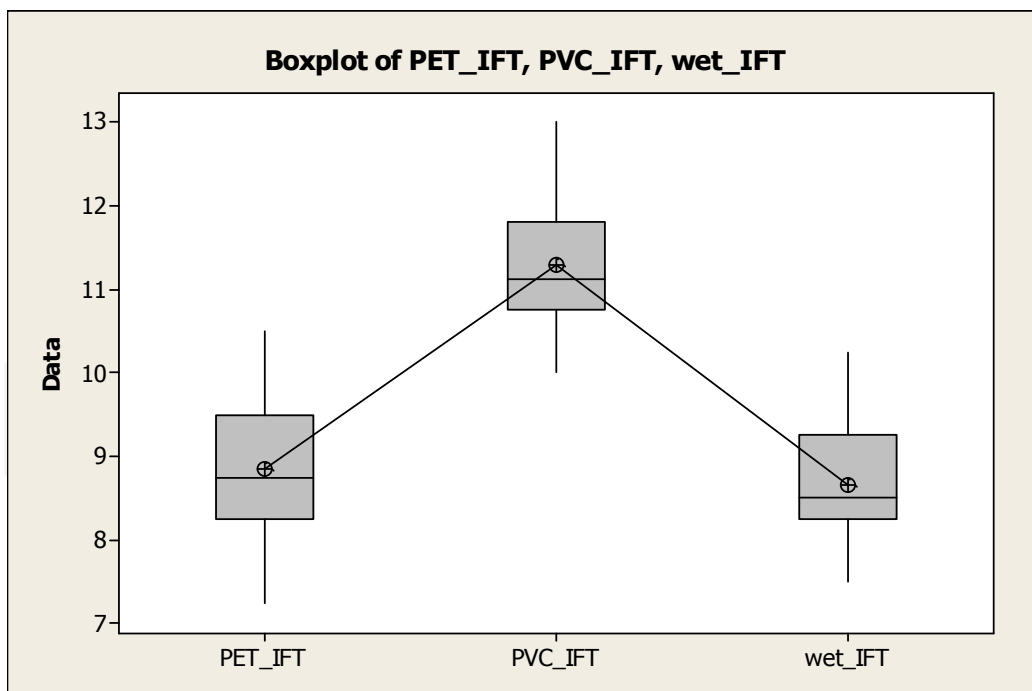 Boxplot of PET_IFT, PVC_IFT, wet_IFT
13
12
11
10
9
8
7
Data
PET_IFT PVC_IFT wet_IFT